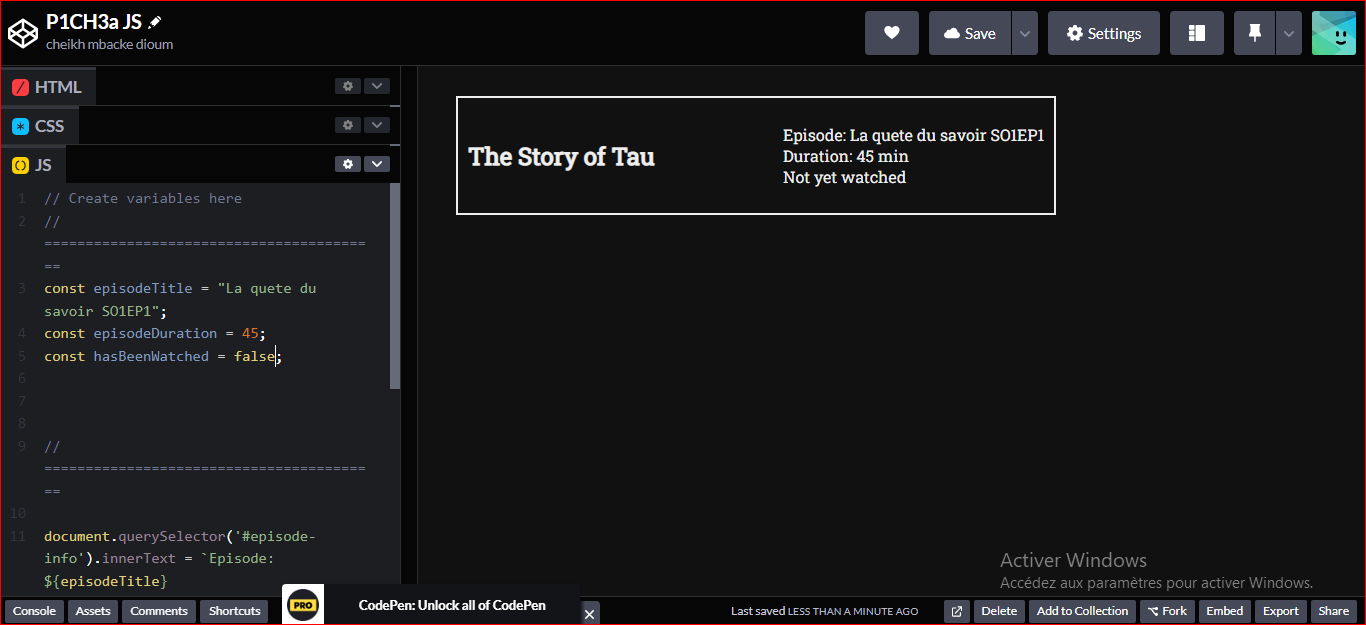 P1CH3a JS
cheikh mbacke dioum
Save
Settings
HTML
CSS
JS
1 // Create variables here
2 //
=======================================
==
3 const episodeTitle = "La quete du
savoir SO1EP1";
4 const episodeDuration = 45;
5 const hasBeenWatched = false;
6
7
8
9 //
=======================================
==
10
11 document.querySelector('#episode-
info').innerText = `Episode:
${episodeTitle}
The Story of Tau
Episode: La quete du savoir SO1EP1
Duration: 45 min
Not yet watched
Activer Windows
Accédez aux paramètres pour activer Windows.
Console
Assets
Comments
Shortcuts
PRO
CodePen: Unlock all of CodePen
Last saved LESS THAN A MINUTE AGO
Delete
Add to Collection
Fork
Embed
Export
Share